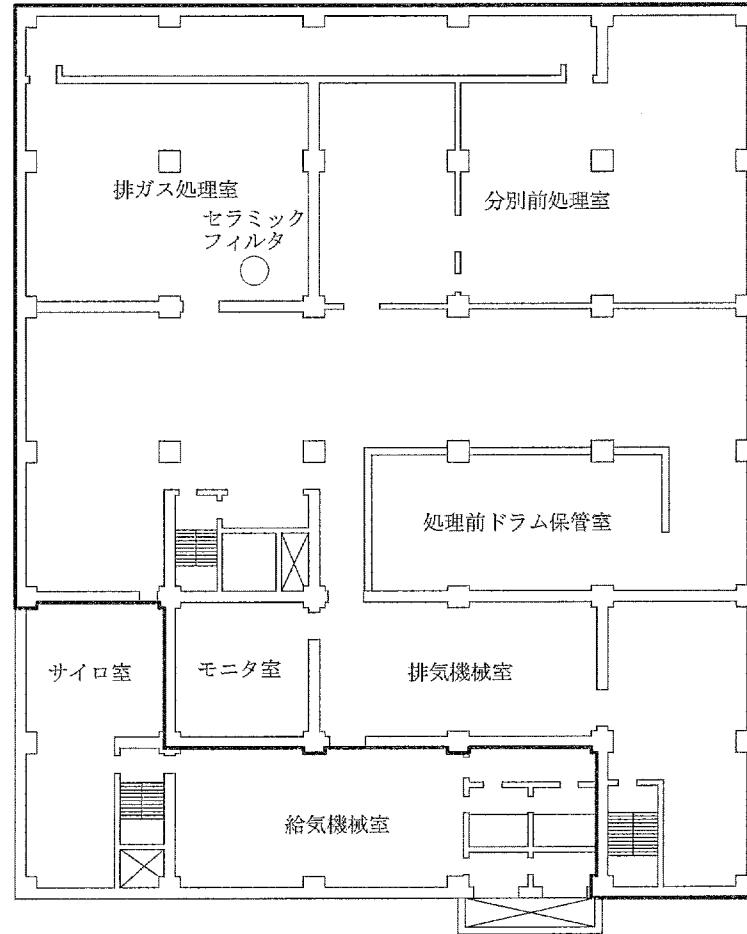 排ガス処理室
セラミック
フィルタ
分別前処理室
処理前ドラム保管室
サイロ室
モニタ室
排気機械室
給気機械室